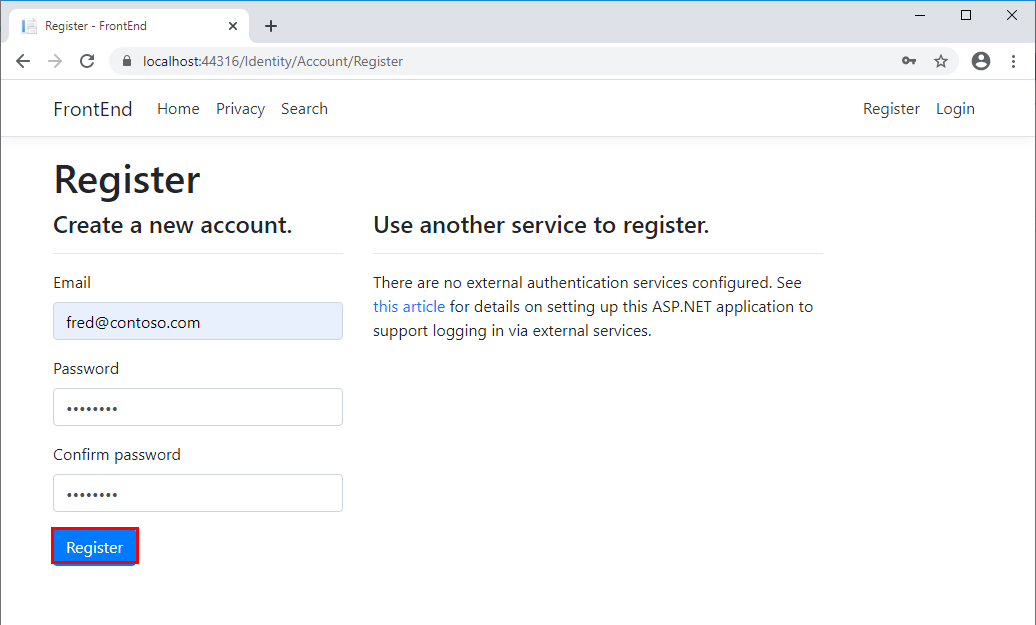 Register - FrontEnd
localhost:44316/Identity/Account/Register
FrontEnd Home Privacy Search Register Login
Register
Create a new account.
Email
fred@contoso.com
Password
••••••••
Confirm password
••••••••
Register
Use another service to register.
There are no external authentication services configured. See
this article for details on setting up this ASP.NET application to
support logging in via external services.